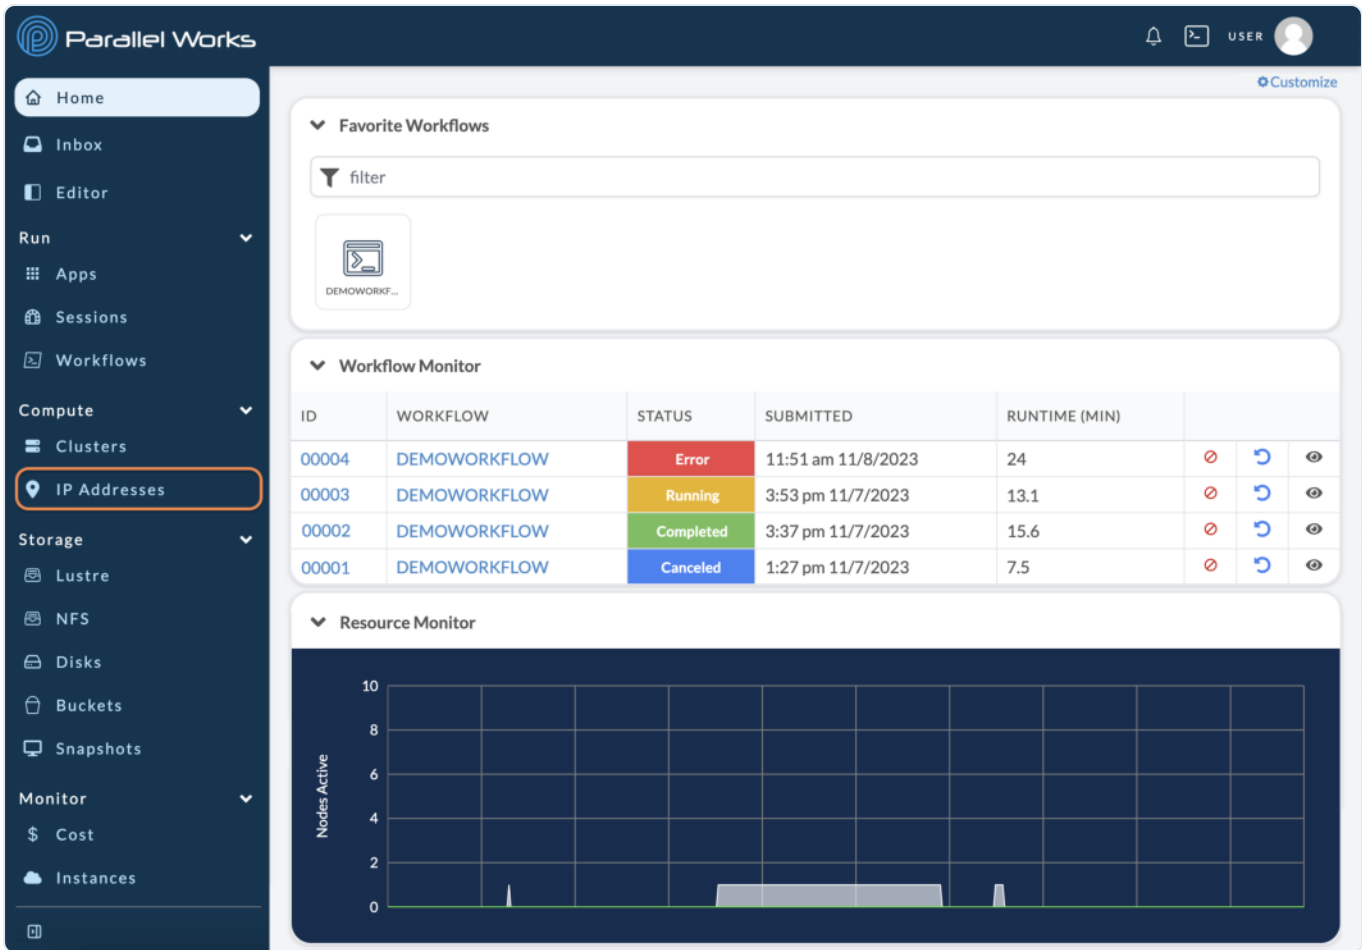 Parallel Works
USER
Customize
Home
Inbox
Editor
Run
Apps
Sessions
Workflows
Compute
Clusters
IP Addresses
Storage
Lustre
NFS
Disks
Buckets
Snapshots
Monitor
$ Cost
Instances
Favorite Workflows
filter
DEMOWORKF...
Workflow Monitor
ID WORKFLOW STATUS SUBMITTED RUNTIME (MIN)
00004 DEMOWORKFLOW Error 11:51 am 11/8/2023 24
00003 DEMOWORKFLOW Running 3:53 pm 11/7/2023 13.1
00002 DEMOWORKFLOW Completed 3:37 pm 11/7/2023 15.6
00001 DEMOWORKFLOW Canceled 1:27 pm 11/7/2023 7.5
Resource Monitor
Nodes Active
10
8
6
4
2
0